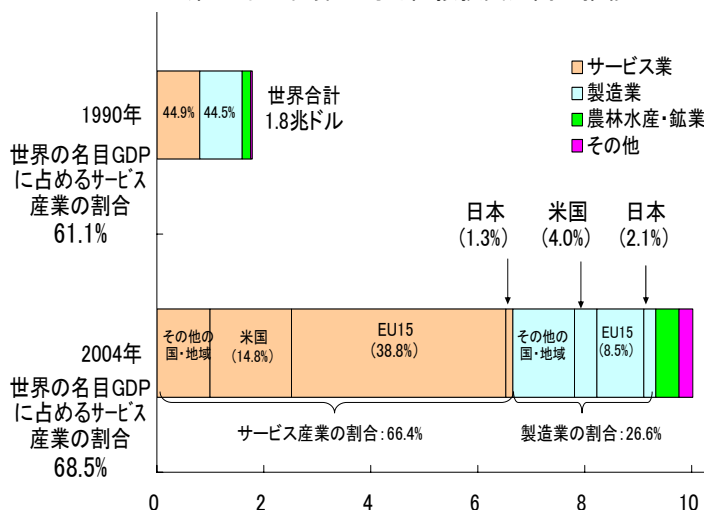 サービス業
製造業
農林水産・鉱業
その他
1990年
44.9%
44.5%
世界合計
1.8兆ドル
世界の名目GDP
に占めるサービス
産業の割合
61.1%
日本
(1.3%)
米国
(4.0%)
日本
(2.1%)
2004年
その他の
国・地域
米国
(14.8%)
EU15
(38.8%)
その他の
国・地域
EU15
(8.5%)
世界の名目GDP
に占めるサービス
産業の割合
68.5%
サービス産業の割合：66.4%
製造業の割合：26.6%
0
2
4
6
8
10